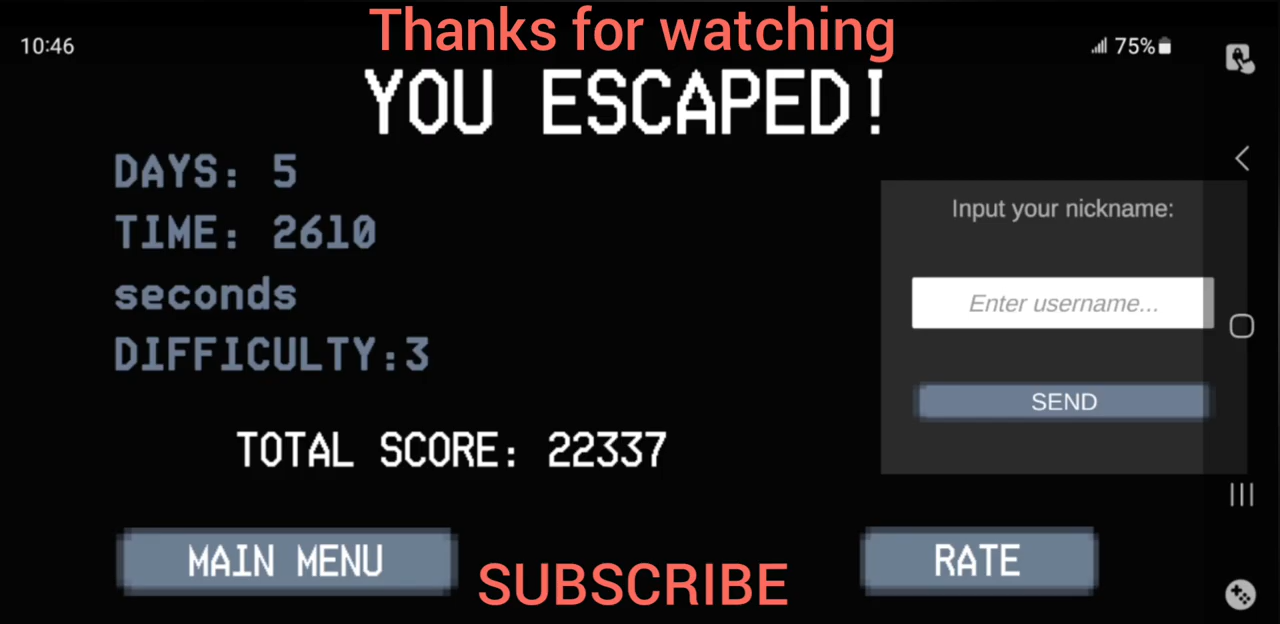 Thanks for watching
10:46
75%
YOU ESCAPED!
DAYS: 5
TIME: 2610
seconds
DIFFICULTY:3
Input your nickname:
Enter username...
SEND
TOTAL SCORE: 22337
MAIN MENU
RATE
SUBSCRIBE